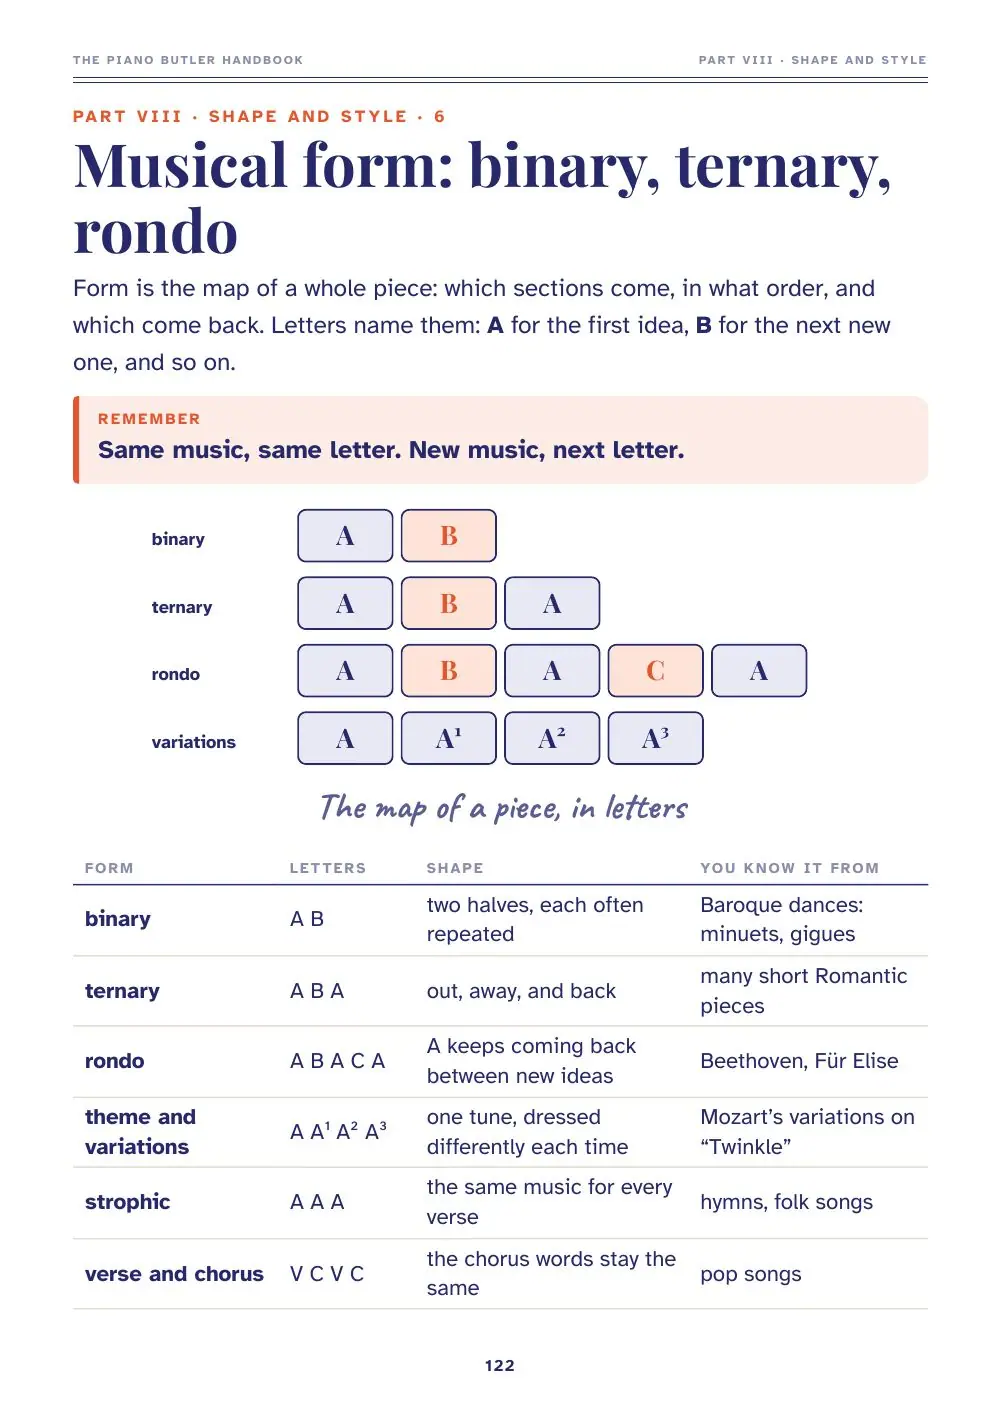 THE PIANO BUTLER HANDBOOK
PART VIII · SHAPE AND STYLE
PART VIII · SHAPE AND STYLE · 6
Musical form: binary, ternary,
rondo
Form is the map of a whole piece: which sections come, in what order, and
which come back. Letters name them: A for the first idea, B for the next new
one, and so on.
REMEMBER
Same music, same letter. New music, next letter.
binary A B
ternary A B A
rondo A B A C A
variations A A¹ A² A³
The map of a piece, in letters
FORM LETTERS SHAPE YOU KNOW IT FROM
binary A B two halves, each often repeated Baroque dances: minuets, gigues
ternary A B A out, away, and back many short Romantic pieces
rondo A B A C A A keeps coming back between new ideas Beethoven, Für Elise
theme and variations A A¹ A² A³ one tune, dressed differently each time Mozart’s variations on “Twinkle”
strophic A A A the same music for every verse hymns, folk songs
verse and chorus V C V C the chorus words stay the same pop songs
122